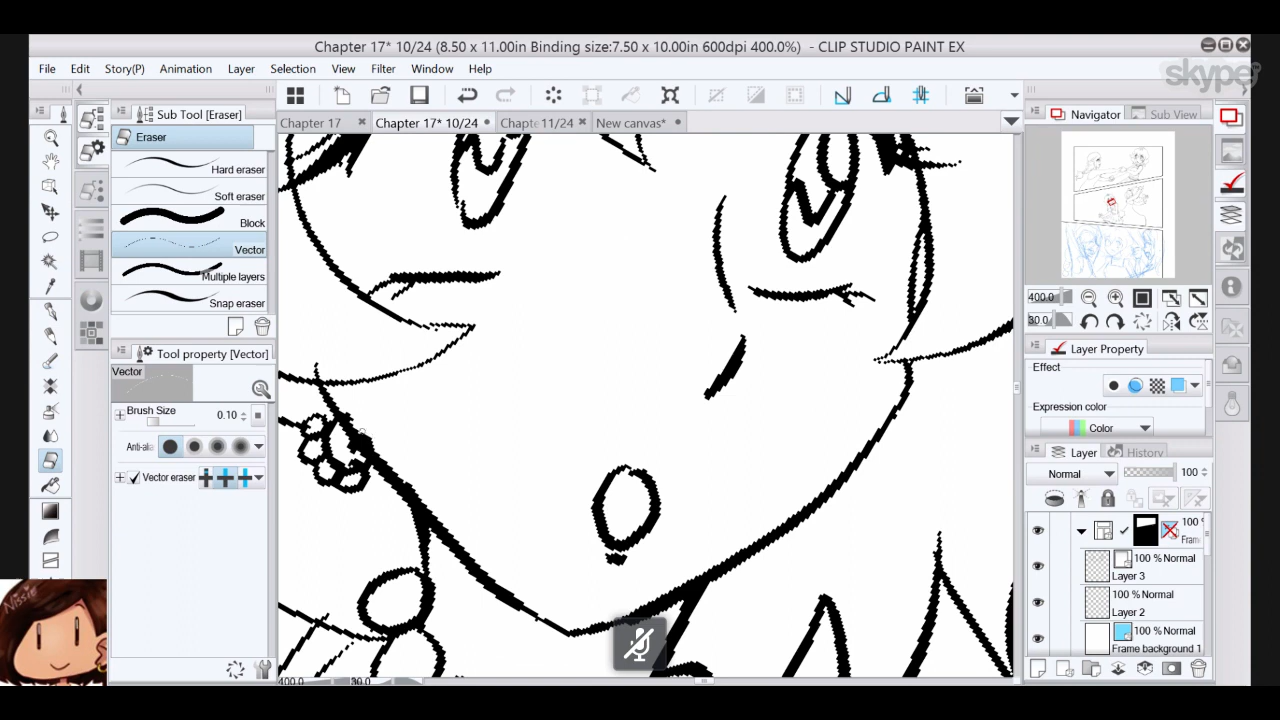 Chapter 17* 10/24 (8.50 x 11.00in Binding size:7.50 x 10.00in 600dpi 400.0%) - CLIP STUDIO PAINT EX
File Edit Story(P) Animation Layer Selection View Filter Window Help
skype
Sub Tool [Eraser]
Chapter 17 Chapter 17* 10/24 Chapte 11/24 New canvas*
Navigator Sub View
Eraser
Hard eraser
Soft eraser
Block
Vector
Multiple layers
Snap eraser
400.0
30.0
Tool property [Vector]
Layer Property
Vector
Effect
Brush Size 0.10
Expression color
Anti-alia
Color
Vector eraser
Layer History
Normal 100
100 %
Frame
100 % Normal
Layer 3
100 % Normal
Layer 2
100 % Normal
Frame background 1
Nissie
400.0 30.0